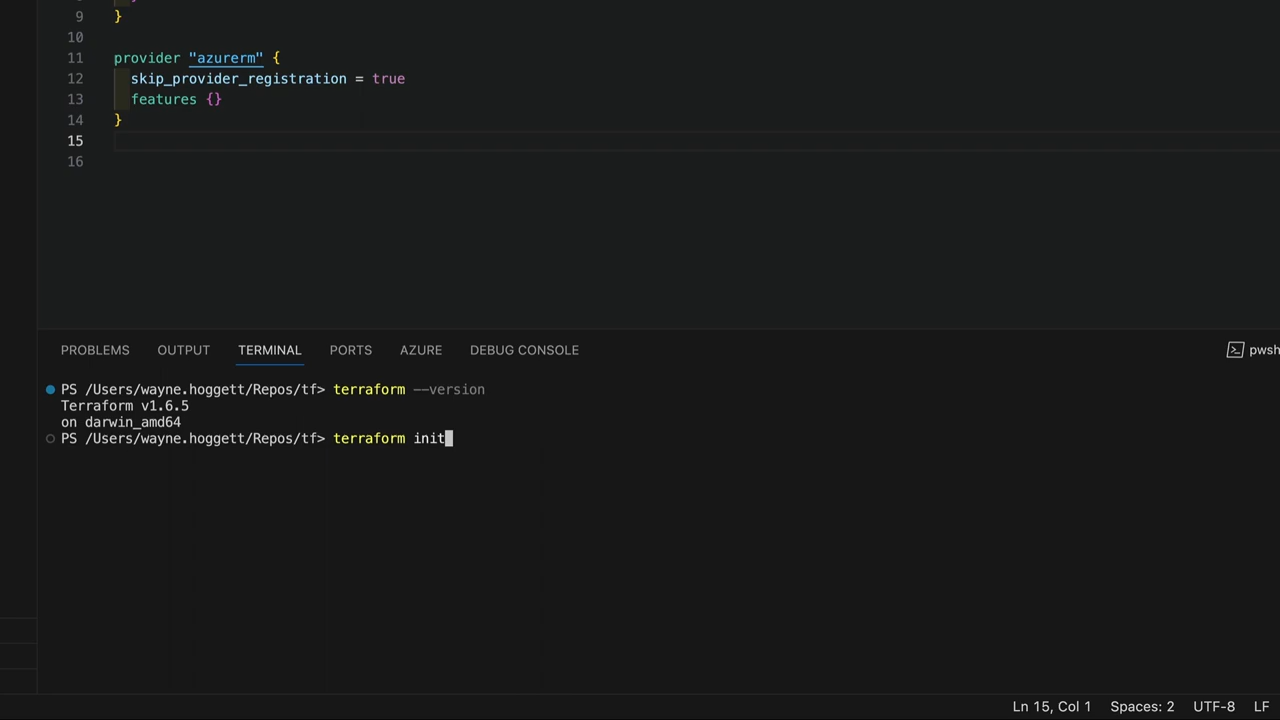 9 }
10
11 provider "azurerm" {
12 skip_provider_registration = true
13 features {}
14 }
15
16
PROBLEMS OUTPUT TERMINAL PORTS AZURE DEBUG CONSOLE pwsh
PS /Users/wayne.hoggett/Repos/tf> terraform --version
Terraform v1.6.5
on darwin_amd64
PS /Users/wayne.hoggett/Repos/tf> terraform init
Ln 15, Col 1 Spaces: 2 UTF-8 LF